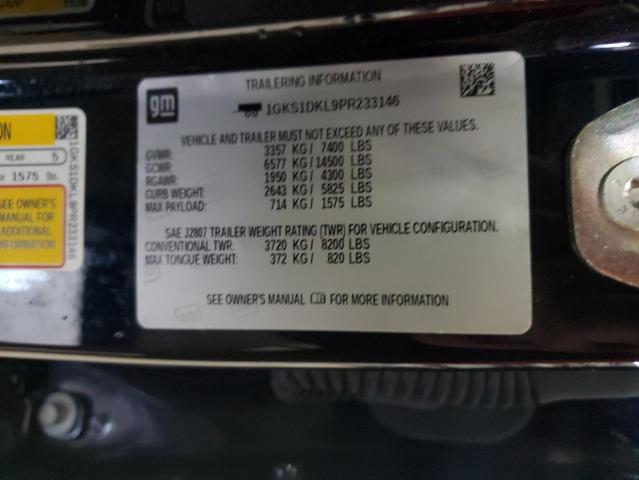 TRAILERING INFORMATION
gm
1GKS1DKL9PR233146
VEHICLE AND TRAILER MUST NOT EXCEED ANY OF THESE VALUES.
GVWR: 3357 KG/ 7400 LBS
GCWR: 6577 KG/ 14500 LBS
RGAWR: 1950 KG/ 4300 LBS
CURB WEIGHT: 2643 KG/ 5825 LBS
MAX PAYLOAD: 714 KG/ 1575 LBS
SAE J2807 TRAILER WEIGHT RATING (TWR) FOR VEHICLE CONFIGURATION.
CONVENTIONAL TWR: 3720 KG/ 8200 LBS
MAX TONGUE WEIGHT: 372 KG/ 820 LBS
SEE OWNER'S MANUAL FOR MORE INFORMATION
ON
REAR 5
or 1575 lbs.
SEE OWNER'S
MANUAL FOR
ADDITIONAL
INFORMATION
1GKS1DKL9PR233146